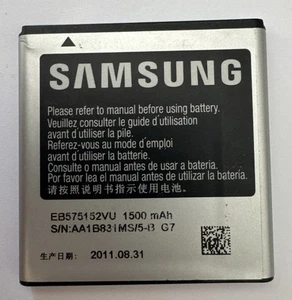 SAMSUNG
Please refer to manual before using battery.
Veuillez consulter le guide d'utilisation
avant d'utiliser la pile.
Referrez-vous au mode d'emploi
avant d'utiliser la batterie.
Consulte o manual antes de usar a bateria.
Por favor lea el manual antes de utilizar la bateria.
请按照说明书指示使用电池。
EB575152VU 1500 mAh
S/N:AA1B831MS/5-B G7
生产日期: 2011.08.31